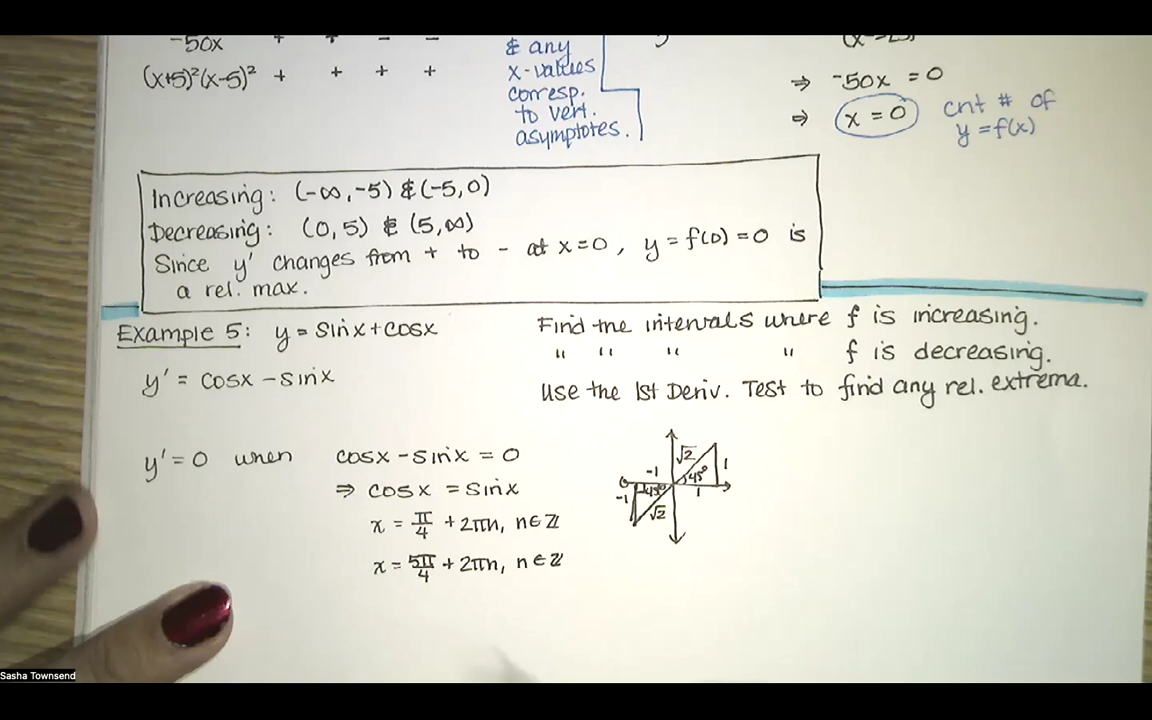 -50x + + - -
(x+5)²(x-5)² + + + +
& any
x-values
corresp.
to vert.
asymptotes.
⇒ -50x = 0
⇒ x = 0
cnt # of
y = f(x)
Increasing: (-∞, -5) & (-5, 0)
Decreasing: (0, 5) & (5, ∞)
Since y' changes from + to - at x=0, y = f(0) = 0 is
a rel. max.
Example 5: y = sinx + cosx
Find the intervals where f is increasing.
" " " " f is decreasing.
Use the 1st Deriv. Test to find any rel. extrema.
y' = cosx - sinx
y' = 0 when cosx - sinx = 0
⇒ cosx = sinx
x = π/4 + 2πn, n∈ℤ
x = 5π/4 + 2πn, n∈ℤ
√2 1
-1 45°
-1 45° 1
√2
Sasha Townsend